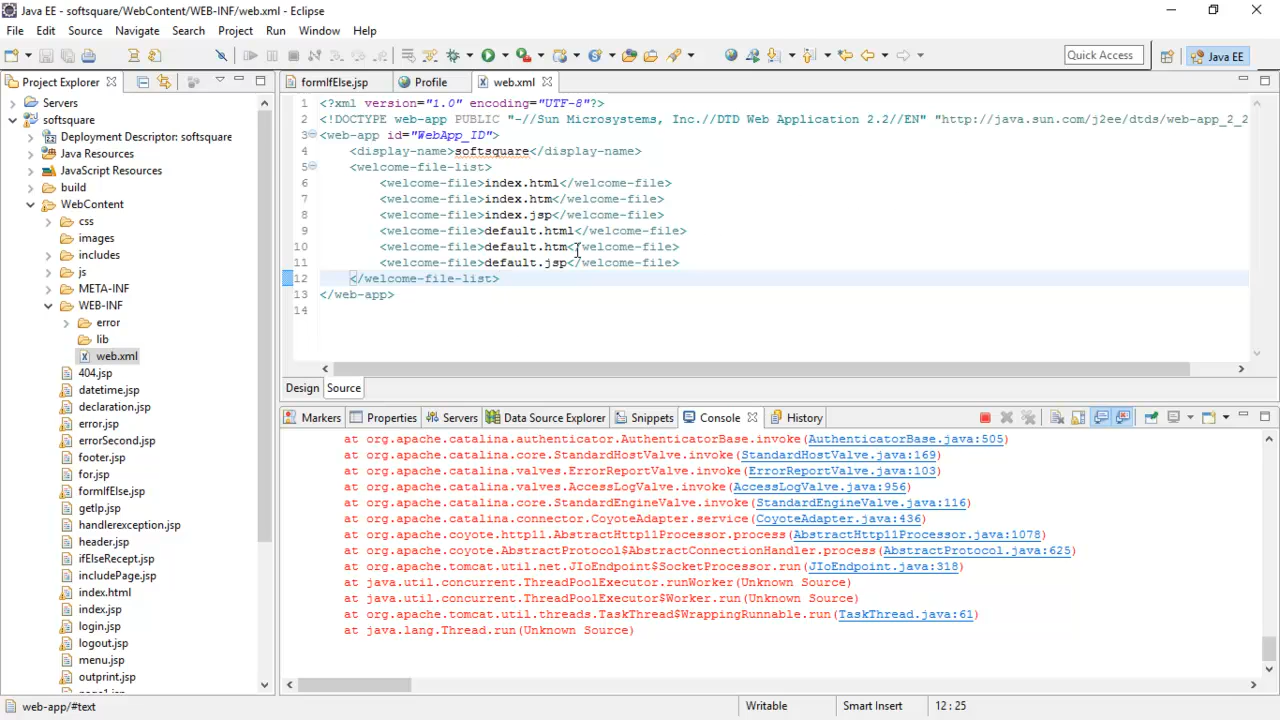 Java EE - softsquare/WebContent/WEB-INF/web.xml - Eclipse
File Edit Source Navigate Search Project Run Window Help
Quick Access
Java EE
Project Explorer
formIfElse.jsp
Profile
web.xml
Servers
softsquare
Deployment Descriptor: softsquare
Java Resources
JavaScript Resources
build
WebContent
css
images
includes
js
META-INF
WEB-INF
error
lib
web.xml
404.jsp
datetime.jsp
declaration.jsp
error.jsp
errorSecond.jsp
footer.jsp
for.jsp
formIfElse.jsp
getIp.jsp
handlerexception.jsp
header.jsp
ifElseRecept.jsp
includePage.jsp
index.html
index.jsp
login.jsp
logout.jsp
menu.jsp
outprint.jsp
1 <?xml version="1.0" encoding="UTF-8"?>
2 <!DOCTYPE web-app PUBLIC "-//Sun Microsystems, Inc.//DTD Web Application 2.2//EN" "http://java.sun.com/j2ee/dtds/web-app_2_2
3 <web-app id="WebApp_ID">
4 <display-name>softsquare</display-name>
5 <welcome-file-list>
6 <welcome-file>index.html</welcome-file>
7 <welcome-file>index.htm</welcome-file>
8 <welcome-file>index.jsp</welcome-file>
9 <welcome-file>default.html</welcome-file>
10 <welcome-file>default.htm</welcome-file>
11 <welcome-file>default.jsp</welcome-file>
12 </welcome-file-list>
13 </web-app>
14
Design Source
Markers Properties Servers Data Source Explorer Snippets Console History
at org.apache.catalina.authenticator.AuthenticatorBase.invoke(AuthenticatorBase.java:505)
at org.apache.catalina.core.StandardHostValve.invoke(StandardHostValve.java:169)
at org.apache.catalina.valves.ErrorReportValve.invoke(ErrorReportValve.java:103)
at org.apache.catalina.valves.AccessLogValve.invoke(AccessLogValve.java:956)
at org.apache.catalina.core.StandardEngineValve.invoke(StandardEngineValve.java:116)
at org.apache.catalina.connector.CoyoteAdapter.service(CoyoteAdapter.java:436)
at org.apache.coyote.http11.AbstractHttp11Processor.process(AbstractHttp11Processor.java:1078)
at org.apache.coyote.AbstractProtocol$AbstractConnectionHandler.process(AbstractProtocol.java:625)
at org.apache.tomcat.util.net.JIoEndpoint$SocketProcessor.run(JIoEndpoint.java:318)
at java.util.concurrent.ThreadPoolExecutor.runWorker(Unknown Source)
at java.util.concurrent.ThreadPoolExecutor$Worker.run(Unknown Source)
at org.apache.tomcat.util.threads.TaskThread$WrappingRunnable.run(TaskThread.java:61)
at java.lang.Thread.run(Unknown Source)
web-app/#text
Writable
Smart Insert
12 : 25